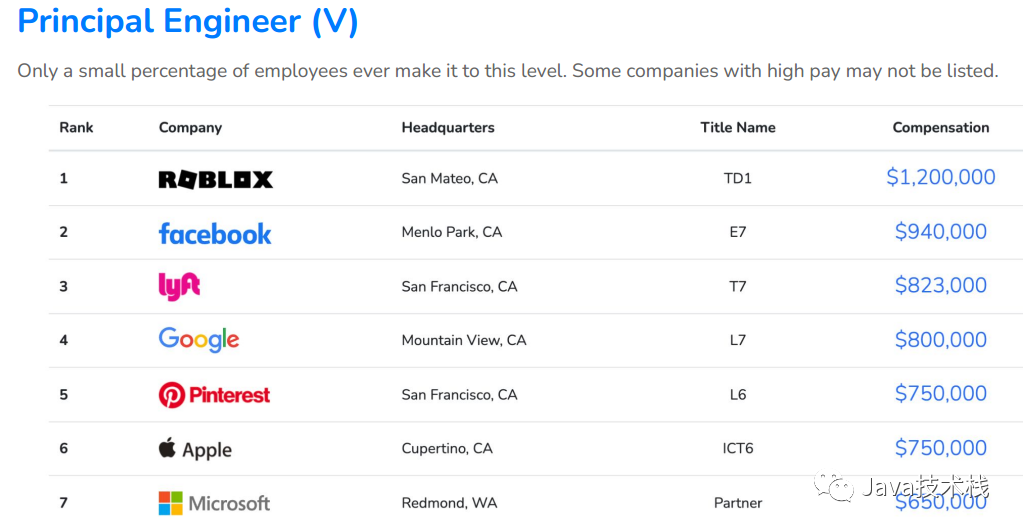 Principal Engineer (V)
Only a small percentage of employees ever make it to this level. Some companies with high pay may not be listed.
Rank Company Headquarters Title Name Compensation
1 ROBLOX San Mateo, CA TD1 $1,200,000
2 facebook Menlo Park, CA E7 $940,000
3 lyft San Francisco, CA T7 $823,000
4 Google Mountain View, CA L7 $800,000
5 Pinterest San Francisco, CA L6 $750,000
6 Apple Cupertino, CA ICT6 $750,000
7 Microsoft Redmond, WA Partner $650,000
Java技术栈